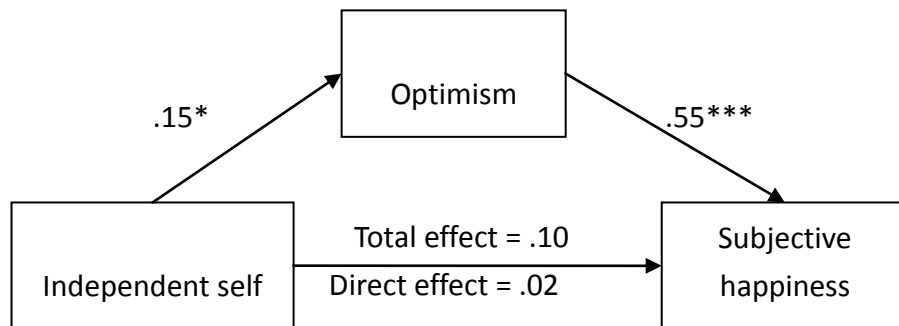 Optimism
.15*
.55***
Total effect = .10
Direct effect = .02
Independent self
Subjective
happiness